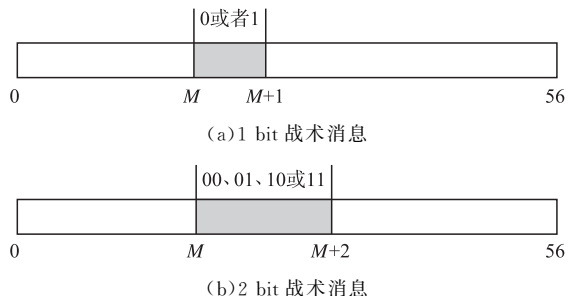 0或者1
0 M M+1 56
(a)1 bit 战术消息
00、01、10或11
0 M M+2 56
(b)2 bit 战术消息